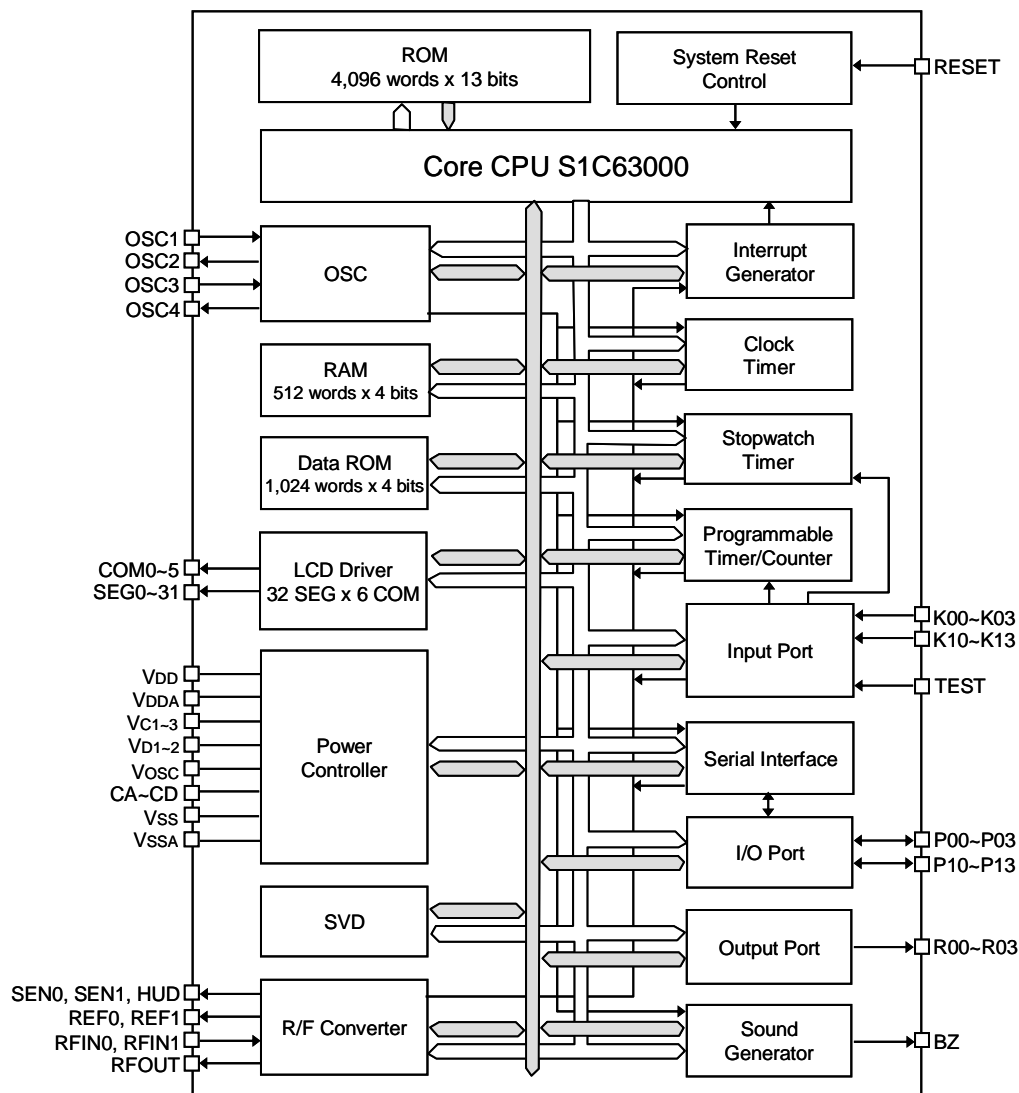 ROM
4,096 words x 13 bits
System Reset
Control
RESET
Core CPU S1C63000
OSC1
OSC2
OSC3
OSC4
OSC
Interrupt
Generator
RAM
512 words x 4 bits
Clock
Timer
Data ROM
1,024 words x 4 bits
Stopwatch
Timer
COM0~5
SEG0~31
LCD Driver
32 SEG x 6 COM
Programmable
Timer/Counter
Input Port
K00~K03
K10~K13
TEST
VDD
VDDA
VC1~3
VD1~2
VOSC
CA~CD
VSS
VSSA
Power
Controller
Serial Interface
I/O Port
P00~P03
P10~P13
SVD
Output Port
R00~R03
SEN0, SEN1, HUD
REF0, REF1
RFIN0, RFIN1
RFOUT
R/F Converter
Sound
Generator
BZ